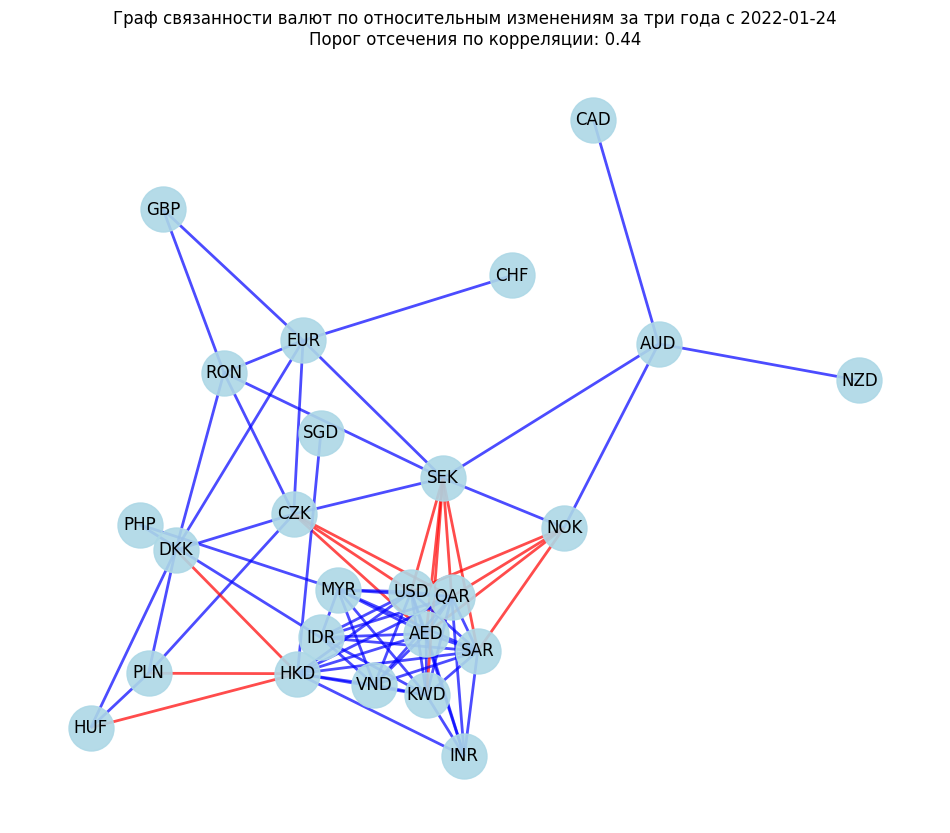 Граф связанности валют по относительным изменениям за три года с 2022-01-24
Порог отсечения по корреляции: 0.44
CAD
GBP
CHF
EUR
AUD
RON
NZD
SGD
SEK
CZK
PHP
NOK
DKK
MYR
USD
QAR
IDR
AED
SAR
PLN
HKD
VND
KWD
HUF
INR